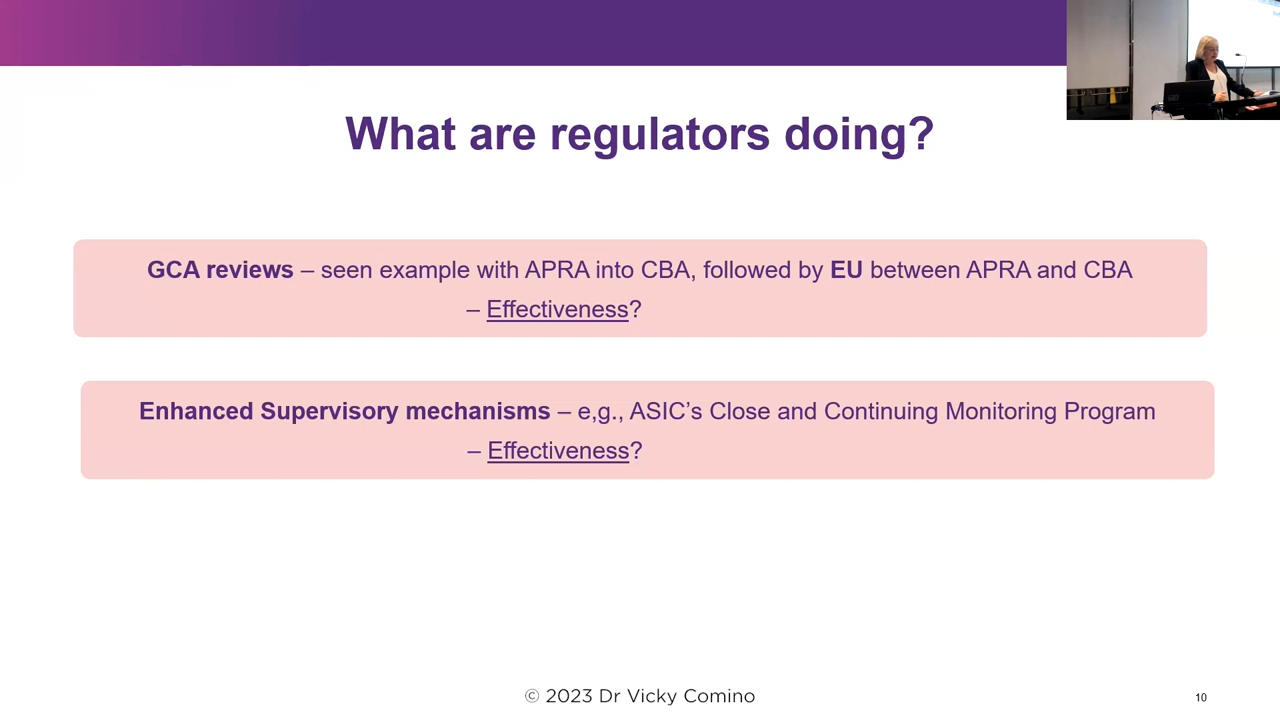 What are regulators doing?
GCA reviews – seen example with APRA into CBA, followed by EU between APRA and CBA
– Effectiveness?
Enhanced Supervisory mechanisms – e,g., ASIC’s Close and Continuing Monitoring Program
– Effectiveness?
© 2023 Dr Vicky Comino
10